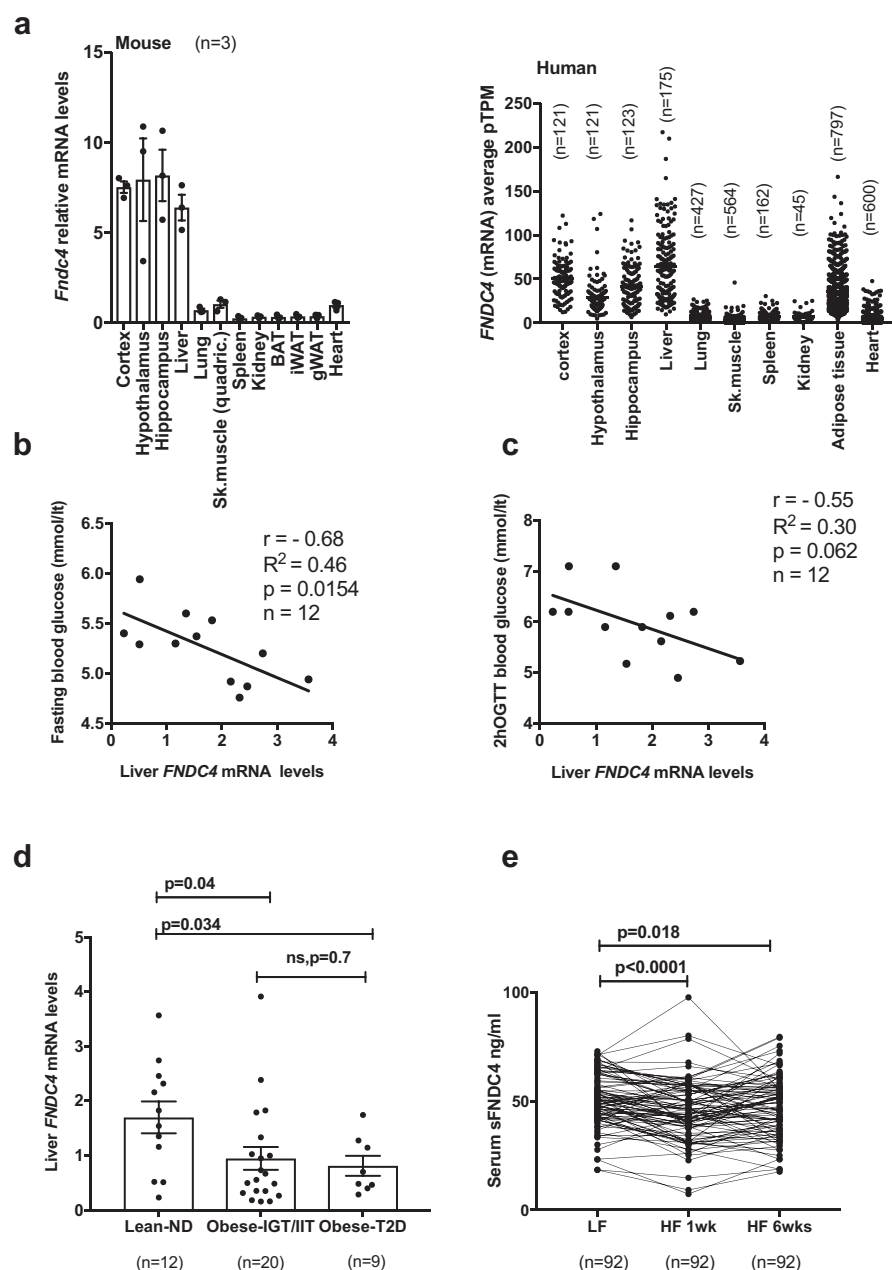 a
Mouse (n=3)
Fndc4 relative mRNA levels
15
10
5
0
Cortex
Hypothalamus
Hippocampus
Liver
Lung
Sk.muscle (quadric.)
Spleen
Kidney
BAT
iWAT
gWAT
Heart
Human
FNDC4 (mRNA) average pTPM
250
200
150
100
50
0
(n=121)
(n=121)
(n=123)
(n=175)
(n=427)
(n=564)
(n=162)
(n=45)
(n=797)
(n=600)
cortex
Hypothalamus
Hippocampus
Liver
Lung
Sk.muscle
Spleen
Kidney
Adipose tissue
Heart
b
Fasting blood glucose (mmol/lt)
6.5
6.0
5.5
5.0
4.5
r = - 0.68
R² = 0.46
p = 0.0154
n = 12
0 1 2 3 4
Liver FNDC4 mRNA levels
c
2hOGTT blood glucose (mmol/lt)
8
7
6
5
4
r = - 0.55
R² = 0.30
p = 0.062
n = 12
0 1 2 3 4
Liver FNDC4 mRNA levels
d
p=0.04
p=0.034
ns,p=0.7
Liver FNDC4 mRNA levels
5
4
3
2
1
0
Lean-ND Obese-IGT/IIT Obese-T2D
(n=12) (n=20) (n=9)
e
p=0.018
p<0.0001
Serum sFNDC4 ng/ml
100
50
0
LF HF 1wk HF 6wks
(n=92) (n=92) (n=92)